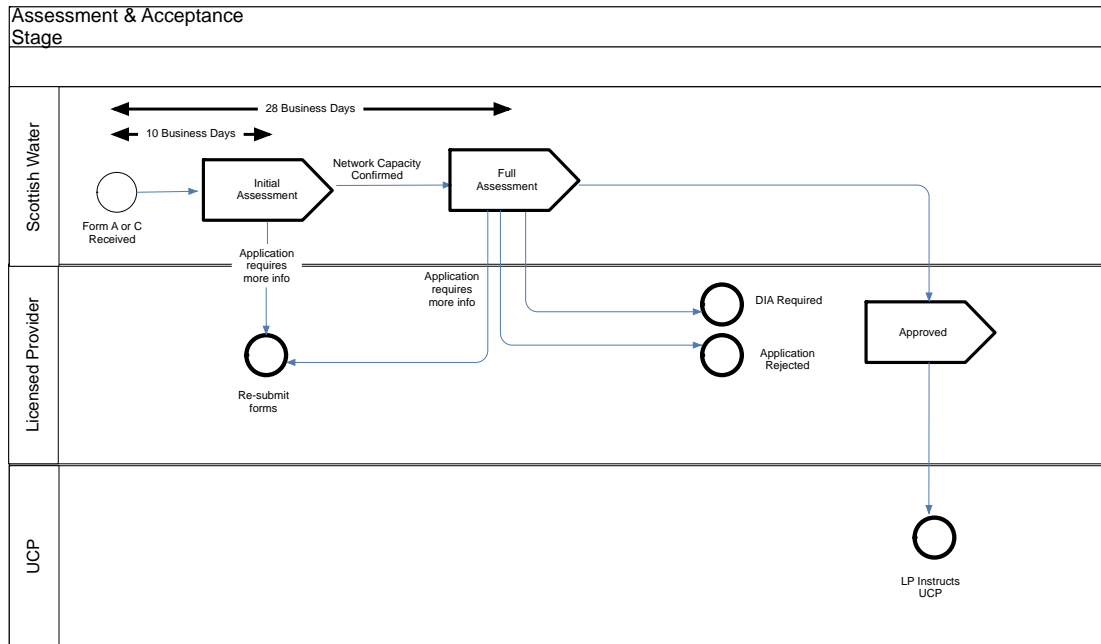 Assessment & Acceptance
Stage
Scottish Water
28 Business Days
10 Business Days
Form A or C
Received
Initial
Assessment
Network Capacity
Confirmed
Full
Assessment
Application
requires
more info
Application
requires
more info
Licensed Provider
Re-submit
forms
DIA Required
Application
Rejected
Approved
UCP
LP Instructs
UCP